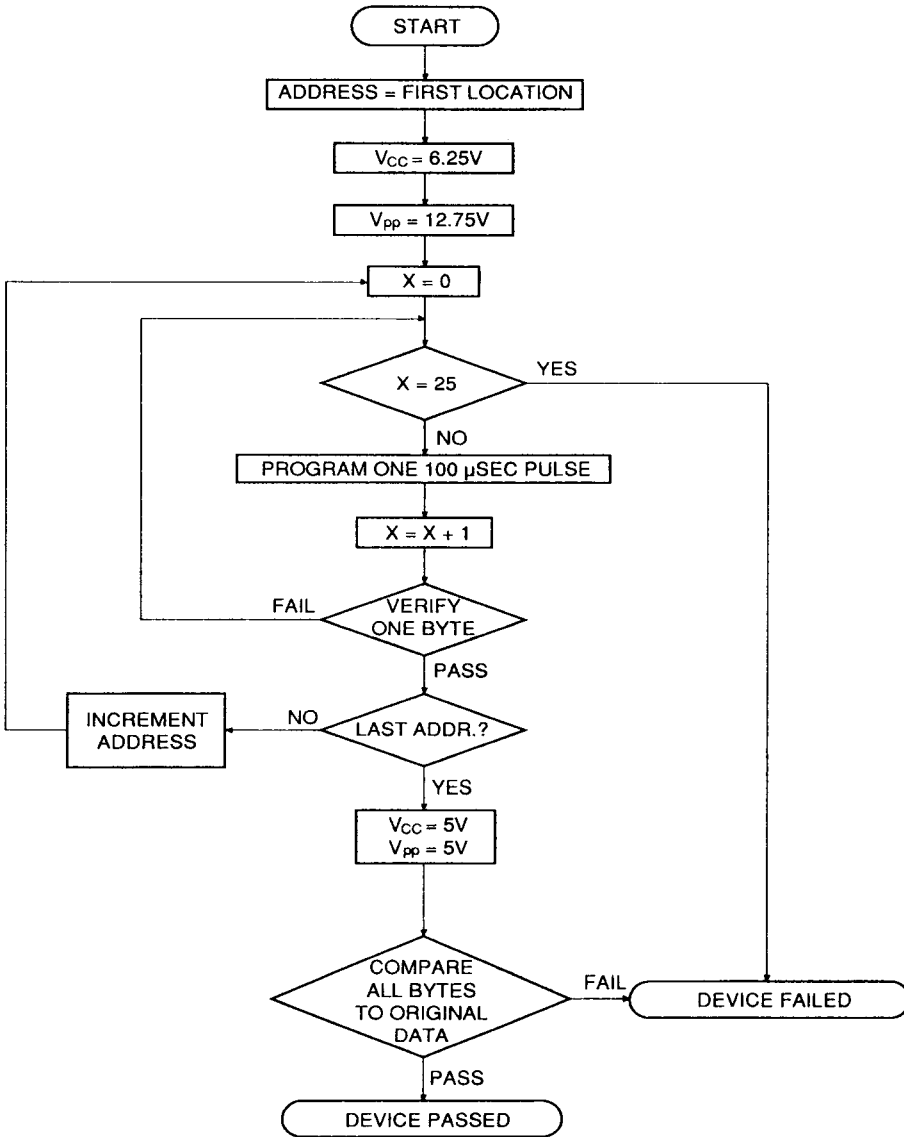 START
ADDRESS = FIRST LOCATION
VCC = 6.25V
Vpp = 12.75V
X = 0
X = 25
YES
NO
PROGRAM ONE 100 µSEC PULSE
X = X + 1
FAIL
VERIFY
ONE BYTE
PASS
INCREMENT
ADDRESS
NO
LAST ADDR.?
YES
VCC = 5V
Vpp = 5V
COMPARE
ALL BYTES
TO ORIGINAL
DATA
FAIL
DEVICE FAILED
PASS
DEVICE PASSED